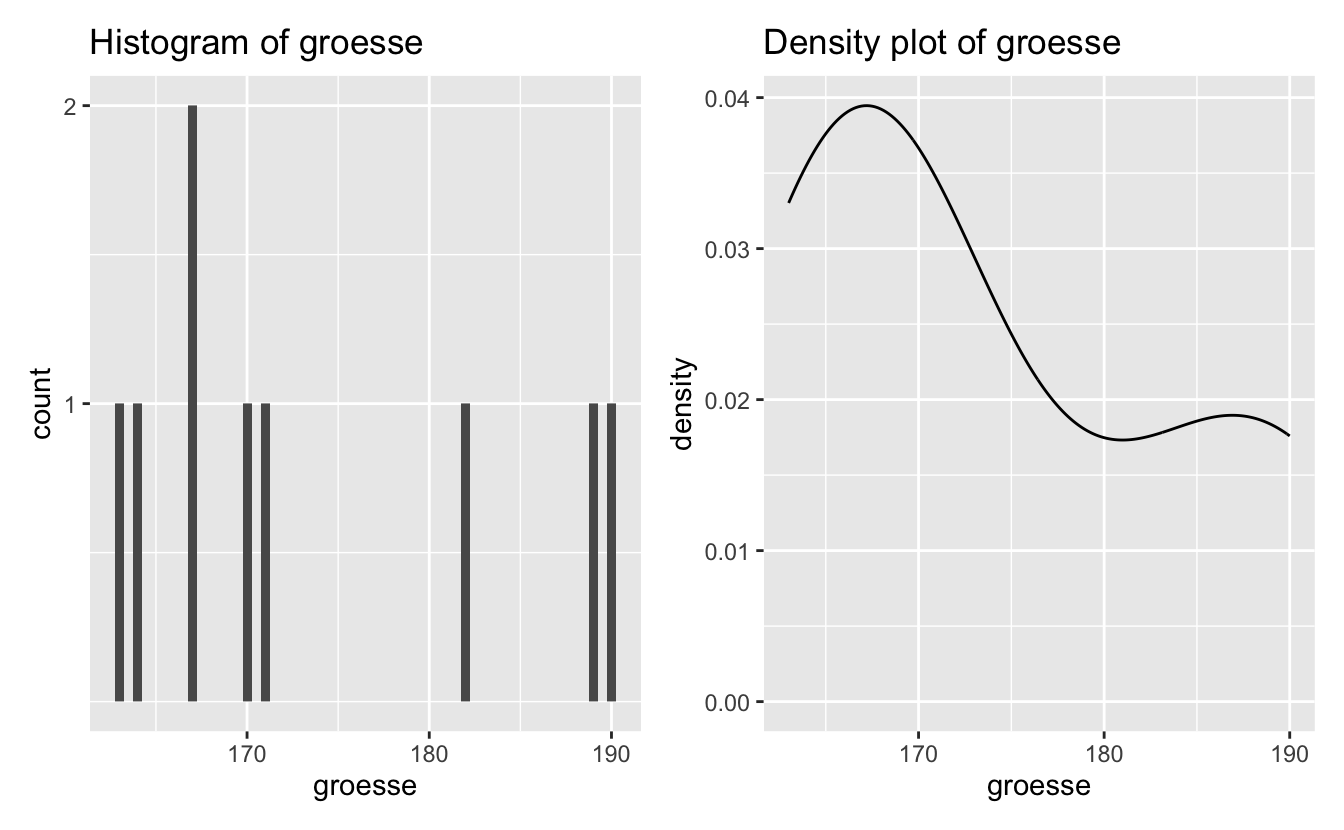 Histogram of groesse
2
1
count
170
180
190
groesse
Density plot of groesse
0.04
0.03
0.02
0.01
0.00
density
170
180
190
groesse